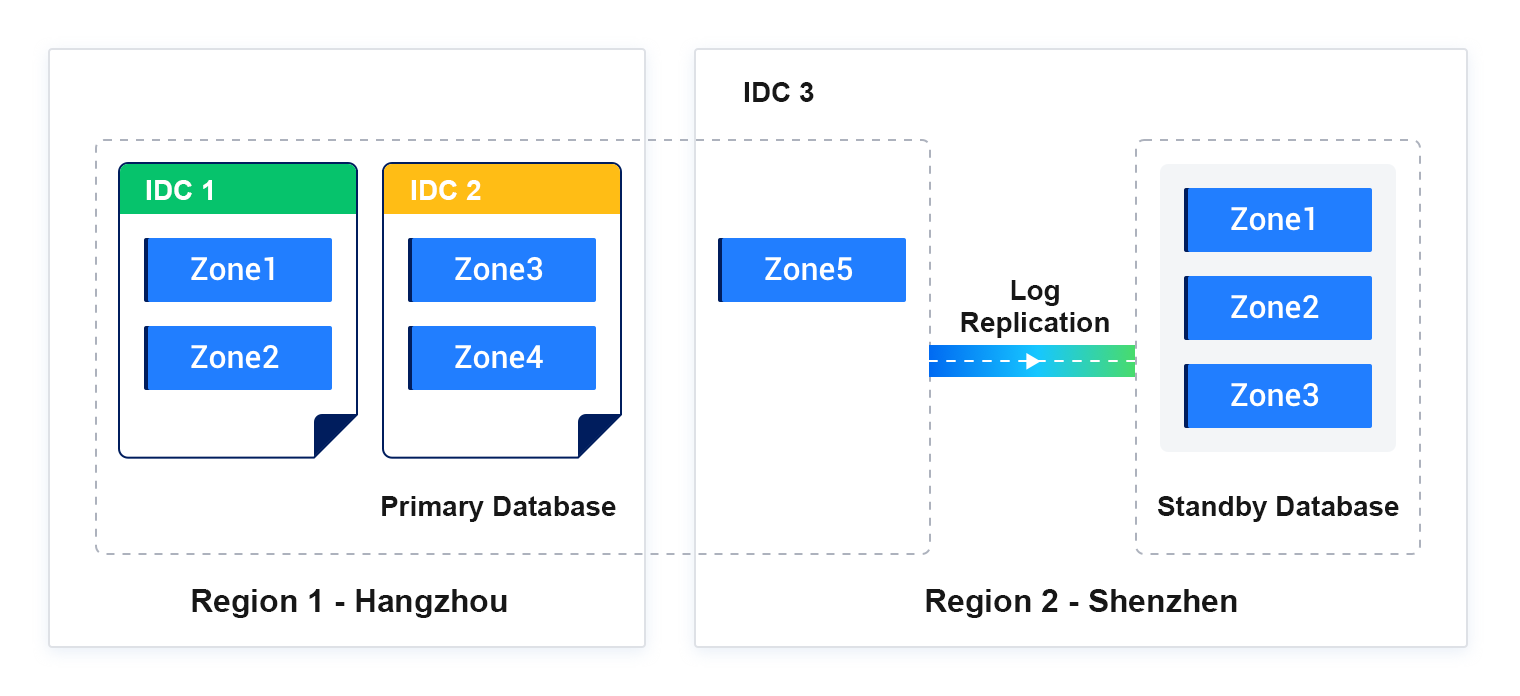 IDC 1
Zone1
Zone2
IDC 2
Zone3
Zone4
Primary Database
Region 1 - Hangzhou
IDC 3
Zone5
Log
Replication
Zone1
Zone2
Zone3
Standby Database
Region 2 - Shenzhen